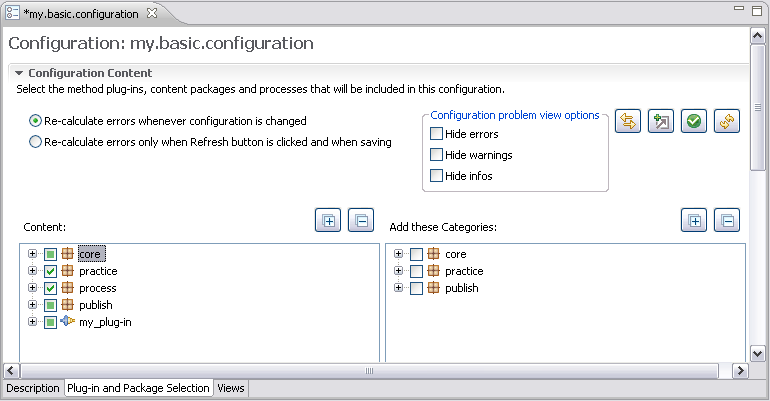 *my.basic.configuration
Configuration: my.basic.configuration
Configuration Content
Select the method plug-ins, content packages and processes that will be included in this configuration.
Re-calculate errors whenever configuration is changed
Re-calculate errors only when Refresh button is clicked and when saving
Configuration problem view options
Hide errors
Hide warnings
Hide infos
Content:
core
practice
process
publish
my_plug-in
Add these Categories:
core
practice
publish
Description Plug-in and Package Selection Views